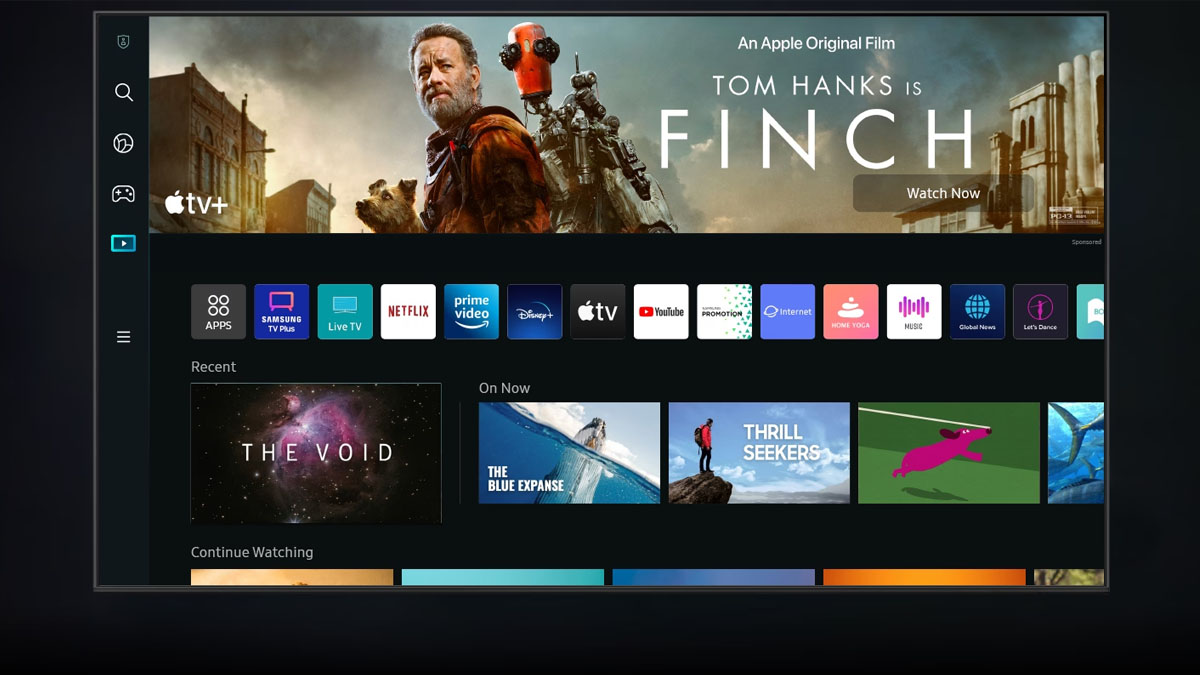 An Apple Original Film
TOM HANKS IS
FINCH
tv+
Watch Now
PG-13
Sponsored
APPS
SAMSUNG
TV Plus
Live TV
NETFLIX
prime
video
Disney+
tv
YouTube
PROMOTION
Internet
HOME YOGA
MUSIC
Global News
Let's Dance
BO
Recent
THE VOID
On Now
THE
BLUE EXPANSE
THRILL
SEEKERS
Continue Watching